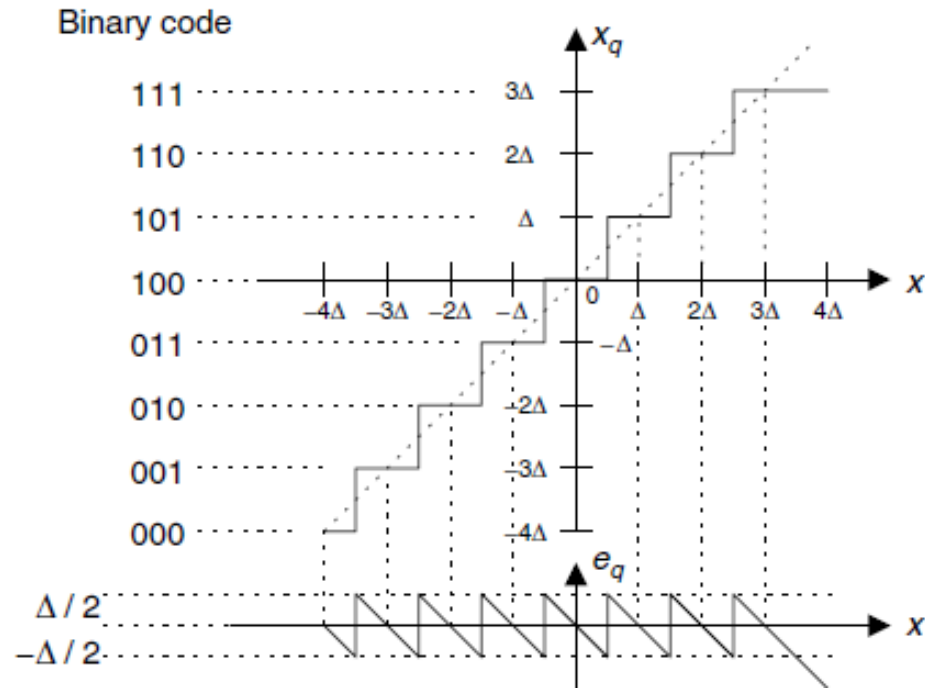 Binary code
x_q
111 3Δ
110 2Δ
101 Δ
100 0 x
−4Δ −3Δ −2Δ −Δ Δ 2Δ 3Δ 4Δ
011 −Δ
010 −2Δ
001 −3Δ
000 −4Δ
e_q
Δ / 2
x
−Δ / 2